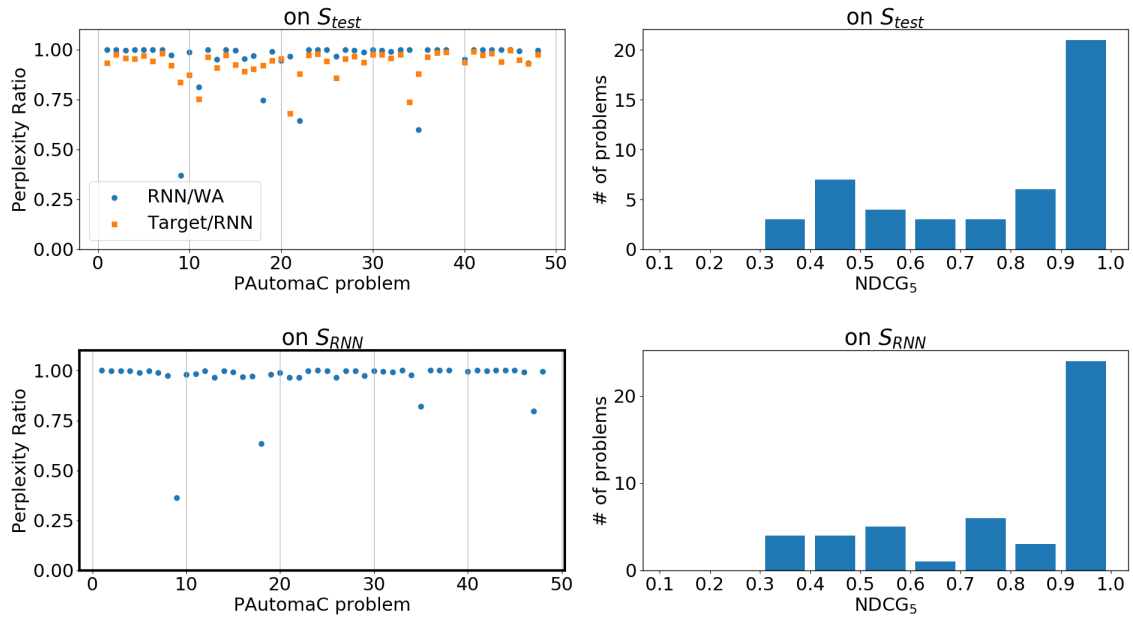 on S_test
Perplexity Ratio
1.00
0.75
0.50
0.25
0.00
RNN/WA
Target/RNN
0 10 20 30 40 50
PAutomaC problem
on S_test
# of problems
20
15
10
5
0
0.1 0.2 0.3 0.4 0.5 0.6 0.7 0.8 0.9 1.0
NDCG₅
on S_RNN
Perplexity Ratio
1.00
0.75
0.50
0.25
0.00
0 10 20 30 40 50
PAutomaC problem
on S_RNN
# of problems
20
10
0
0.1 0.2 0.3 0.4 0.5 0.6 0.7 0.8 0.9 1.0
NDCG₅